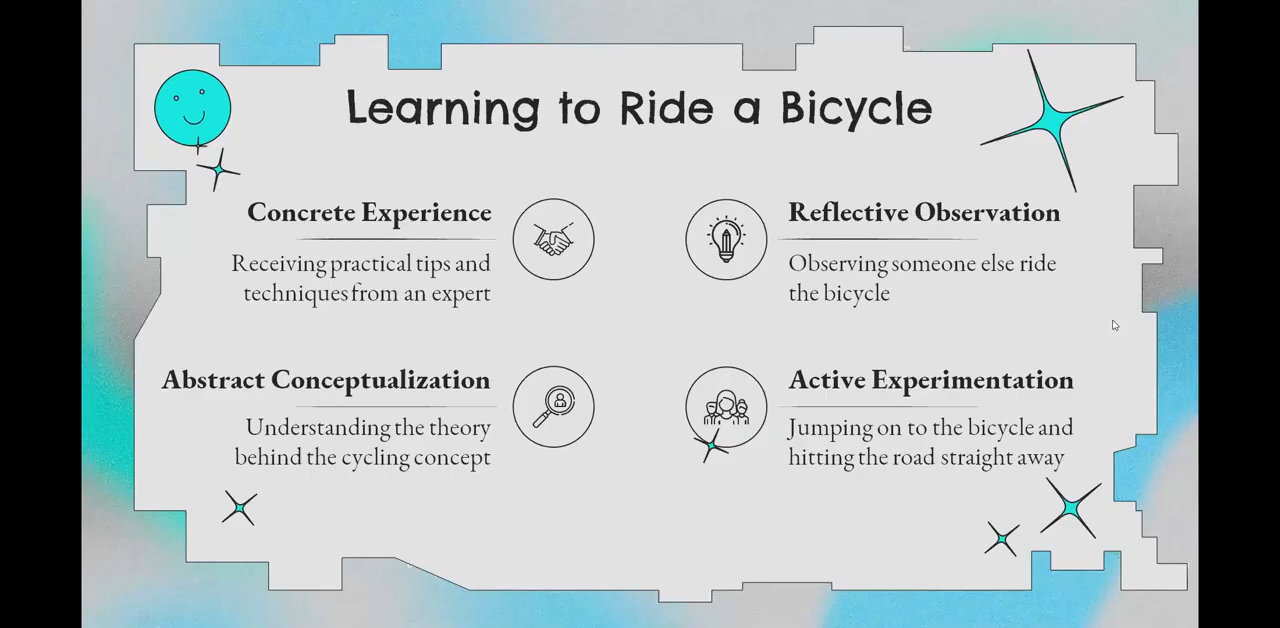 Learning to Ride a Bicycle
Concrete Experience
Receiving practical tips and
techniques from an expert
Reflective Observation
Observing someone else ride
the bicycle
Abstract Conceptualization
Understanding the theory
behind the cycling concept
Active Experimentation
Jumping on to the bicycle and
hitting the road straight away